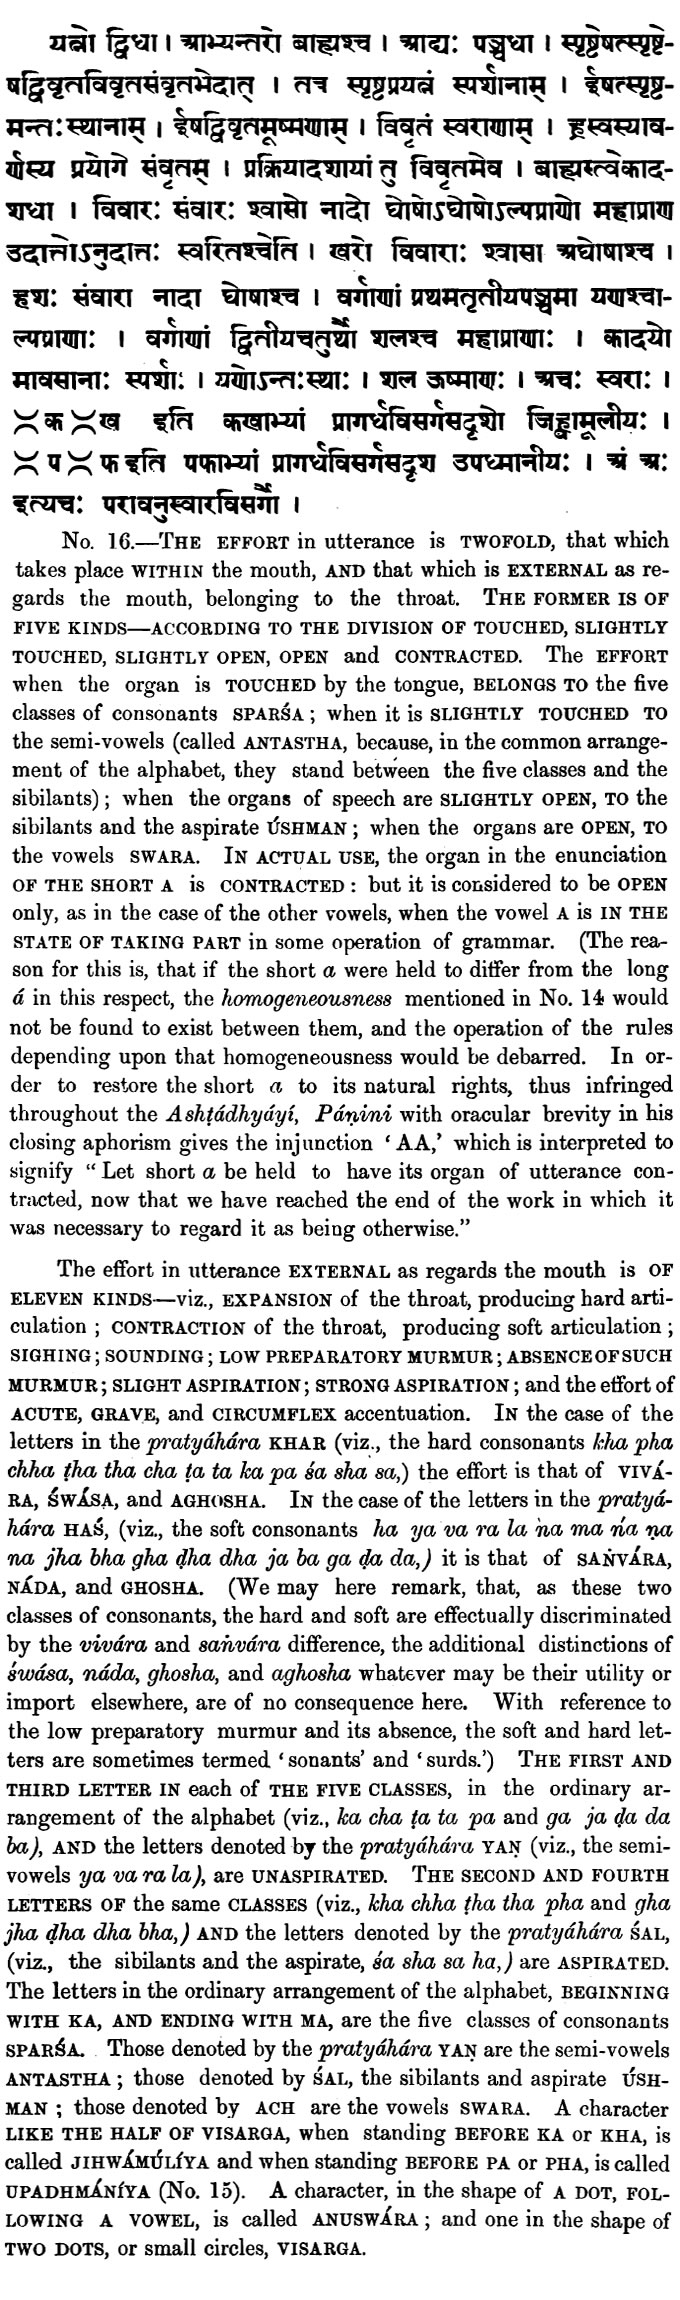 यत्नो द्विधा । आभ्यन्तरो बाह्यश्च । आद्यः पञ्चधा । स्पृष्टेषत्स्पृष्टे-
षद्विवृतविवृतसंवृतभेदात् । तत्र स्पृष्टप्रयत्नं स्पर्शानाम् । ईषत्स्पृष्ट-
मन्तःस्थानाम् । ईषद्विवृतमूष्मणाम् । विवृतं स्वराणाम् । ह्रस्वस्याव-
र्णस्य प्रयोगे संवृतम् । प्रक्रियादशायां तु विवृतमेव । बाह्यस्त्वेकाद-
शधा । विवारः संवारः श्वासो नादो घोषोऽघोषोऽल्पप्राणो महाप्राण
उदात्तोऽनुदात्तः स्वरितश्चेति । खरो विवाराः श्वासा अघोषाश्च ।
हशः संवारा नादा घोषाश्च । वर्गाणां प्रथमतृतीयपञ्चमा यणश्चा-
ल्पप्राणाः । वर्गाणां द्वितीयचतुर्थौ शलश्च महाप्राणाः । कादयो
मावसानाः स्पर्शाः । यणोऽन्तःस्थाः । शल ऊष्माणः । अचः स्वराः ।
ᳵकᳵख इति कखाभ्यां प्रागर्धविसर्गसदृशो जिह्वामूलीयः ।
ᳵपᳵफ इति पफाभ्यां प्रागर्धविसर्गसदृश उपध्मानीयः । अं अः
इत्यचः परावनुस्वारविसर्गौ ।
No. 16.—THE EFFORT in utterance is TWOFOLD, that which
takes place WITHIN the mouth, AND that which is EXTERNAL as re-
gards the mouth, belonging to the throat. THE FORMER IS OF
FIVE KINDS—ACCORDING TO THE DIVISION OF TOUCHED, SLIGHTLY
TOUCHED, SLIGHTLY OPEN, OPEN and CONTRACTED. The EFFORT
when the organ is TOUCHED by the tongue, BELONGS TO the five
classes of consonants SPARŚA; when it is SLIGHTLY TOUCHED TO
the semi-vowels (called ANTASTHA, because, in the common arrange-
ment of the alphabet, they stand between the five classes and the
sibilants); when the organs of speech are SLIGHTLY OPEN, TO the
sibilants and the aspirate ÚSHMAN; when the organs are OPEN, TO
the vowels SWARA. IN ACTUAL USE, the organ in the enunciation
OF THE SHORT A is CONTRACTED: but it is considered to be OPEN
only, as in the case of the other vowels, when the vowel A is IN THE
STATE OF TAKING PART in some operation of grammar. (The rea-
son for this is, that if the short a were held to differ from the long
á in this respect, the homogeneousness mentioned in No. 14 would
not be found to exist between them, and the operation of the rules
depending upon that homogeneousness would be debarred. In or-
der to restore the short a to its natural rights, thus infringed
throughout the Ashṭádhyáyí, Páṇini with oracular brevity in his
closing aphorism gives the injunction ‘AA,’ which is interpreted to
signify “Let short a be held to have its organ of utterance con-
tracted, now that we have reached the end of the work in which it
was necessary to regard it as being otherwise.”
The effort in utterance EXTERNAL as regards the mouth is OF
ELEVEN KINDS—viz., EXPANSION of the throat, producing hard arti-
culation; CONTRACTION of the throat, producing soft articulation;
SIGHING; SOUNDING; LOW PREPARATORY MURMUR; ABSENCE OF SUCH
MURMUR; SLIGHT ASPIRATION; STRONG ASPIRATION; and the effort of
ACUTE, GRAVE, and CIRCUMFLEX accentuation. IN the case of the
letters in the pratyáhára KHAR (viz., the hard consonants kha pha
chha ṭha tha cha ṭa ta ka pa śa sha sa,) the effort is that of VIVÁ-
RA, ŚWÁSA, and AGHOSHA. IN the case of the letters in the pratyá-
hára HAŚ, (viz., the soft consonants ha ya va ra la ṅa ma ńa ṇa
na jha bha gha ḍha dha ja ba ga ḍa da,) it is that of SAṄVÁRA,
NÁDA, and GHOSHA. (We may here remark, that, as these two
classes of consonants, the hard and soft are effectually discriminated
by the vivára and saṅvára difference, the additional distinctions of
śwása, náda, ghosha, and aghosha whatever may be their utility or
import elsewhere, are of no consequence here. With reference to
the low preparatory murmur and its absence, the soft and hard let-
ters are sometimes termed ‘sonants’ and ‘surds.’) THE FIRST AND
THIRD LETTER IN each of THE FIVE CLASSES, in the ordinary ar-
rangement of the alphabet (viz., ka cha ṭa ta pa and ga ja ḍa da
ba), AND the letters denoted by the pratyáhára YAṆ (viz., the semi-
vowels ya va ra la), are UNASPIRATED. THE SECOND AND FOURTH
LETTERS OF the same CLASSES (viz., kha chha ṭha tha pha and gha
jha ḍha dha bha,) AND the letters denoted by the pratyáhára ŚAL,
(viz., the sibilants and the aspirate, śa sha sa ha,) are ASPIRATED.
The letters in the ordinary arrangement of the alphabet, BEGINNING
WITH KA, AND ENDING WITH MA, are the five classes of consonants
SPARŚA. Those denoted by the pratyáhára YAṆ are the semi-vowels
ANTASTHA; those denoted by ŚAL, the sibilants and aspirate ÚSH-
MAN; those denoted by ACH are the vowels SWARA. A character
LIKE THE HALF OF VISARGA, when standing BEFORE KA or KHA, is
called JIHWÁMÚLÍYA and when standing BEFORE PA or PHA, is called
UPADHMÁNÍYA (No. 15). A character, in the shape of A DOT, FOL-
LOWING A VOWEL, is called ANUSWÁRA; and one in the shape of
TWO DOTS, or small circles, VISARGA.